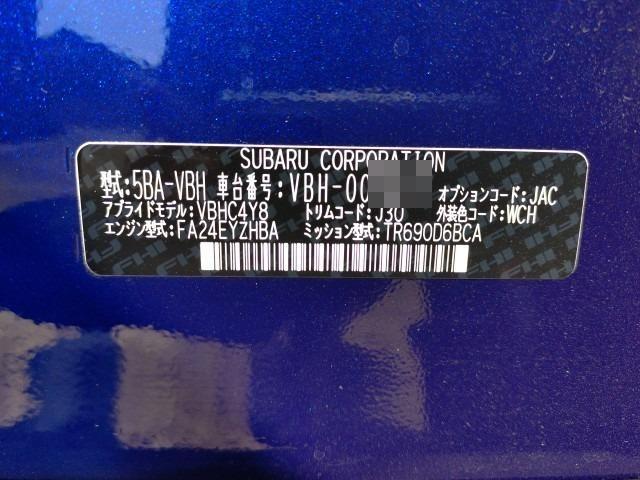 SUBARU CORPORATION
型式:5BA-VBH 車台番号:VBH-00 オプションコード:JAC
アプライドモデル:VBHC4Y8 トリムコード:J30 外装色コード:WCH
エンジン型式:FA24EYZHBA ミッション型式:TR690D6BCA